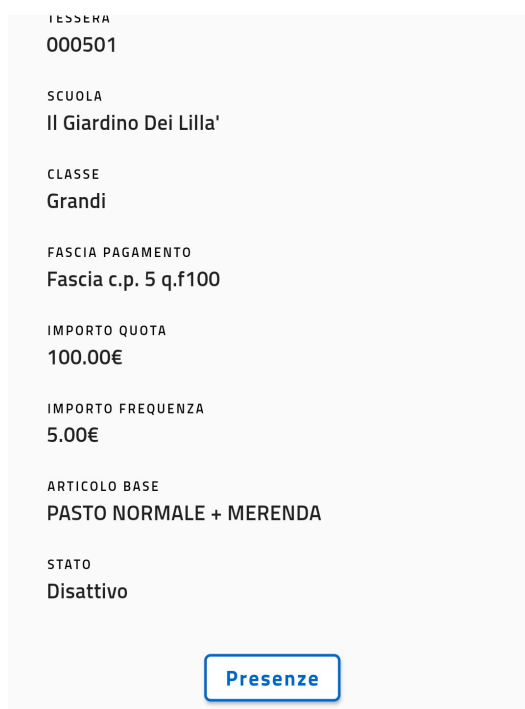 TESSERA
000501
SCUOLA
Il Giardino Dei Lilla'
CLASSE
Grandi
FASCIA PAGAMENTO
Fascia c.p. 5 q.f100
IMPORTO QUOTA
100.00€
IMPORTO FREQUENZA
5.00€
ARTICOLO BASE
PASTO NORMALE + MERENDA
STATO
Disattivo
Presenze